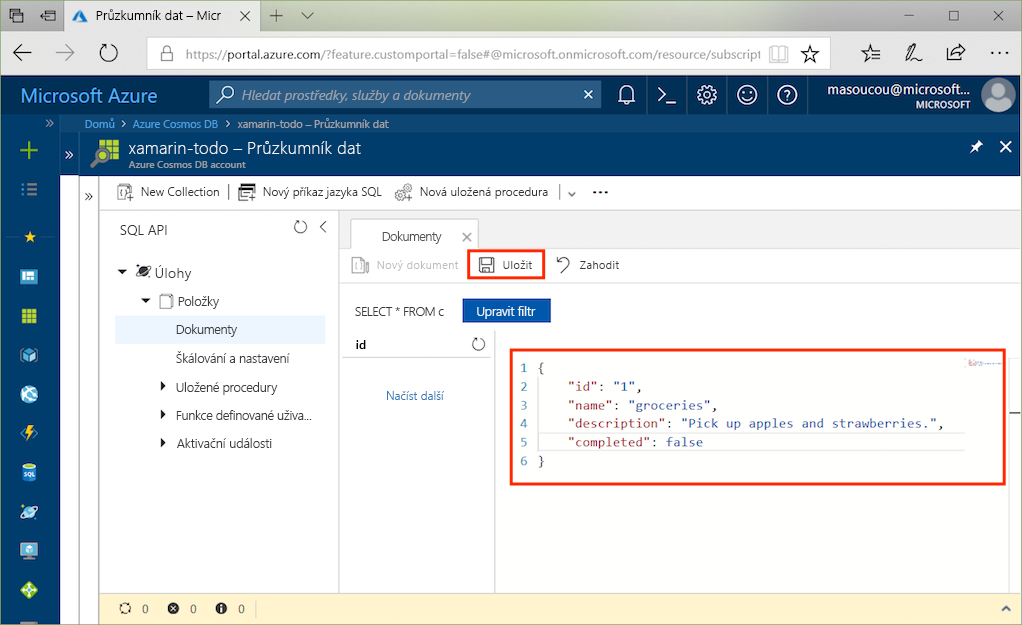 Průzkumník dat – Micr
https://portal.azure.com/?feature.customportal=false#@microsoft.onmicrosoft.com/resource/subscript
Microsoft Azure
Hledat prostředky, služby a dokumenty
masoucou@microsoft...
MICROSOFT
Domů > Azure Cosmos DB > xamarin-todo – Průzkumník dat
xamarin-todo – Průzkumník dat
Azure Cosmos DB account
New Collection
Nový příkaz jazyka SQL
Nová uložená procedura
SQL API
Dokumenty
Nový dokument
Uložit
Zahodit
Úlohy
Položky
Dokumenty
Škálování a nastavení
Uložené procedury
Funkce definované uživa...
Aktivační události
SELECT * FROM c
Upravit filtr
id
Načíst další
1 {
2 "id": "1",
3 "name": "groceries",
4 "description": "Pick up apples and strawberries.",
5 "completed": false
6 }
SQL
0 0 0